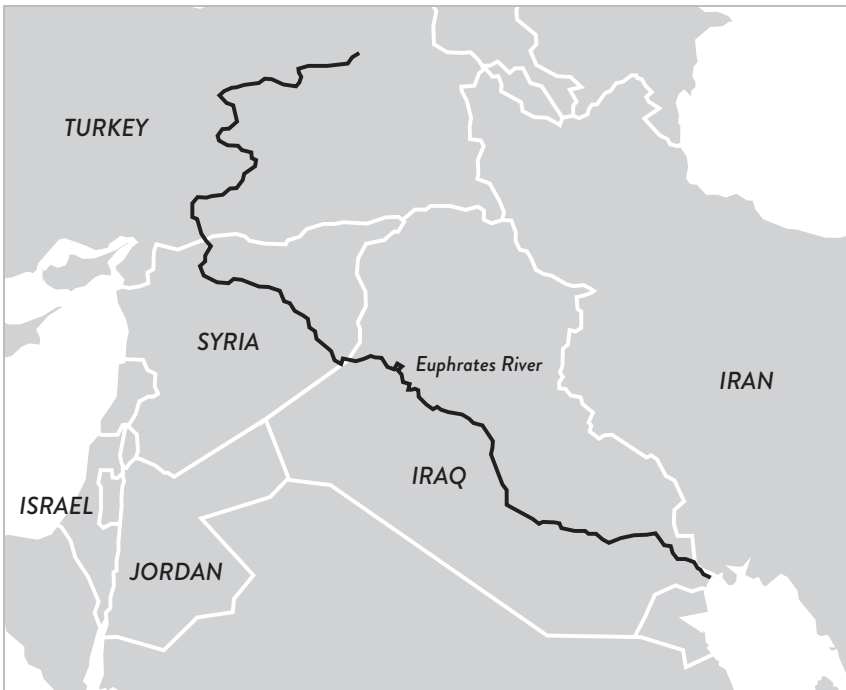 TURKEY
SYRIA
Euphrates River
IRAN
IRAQ
ISRAEL
JORDAN